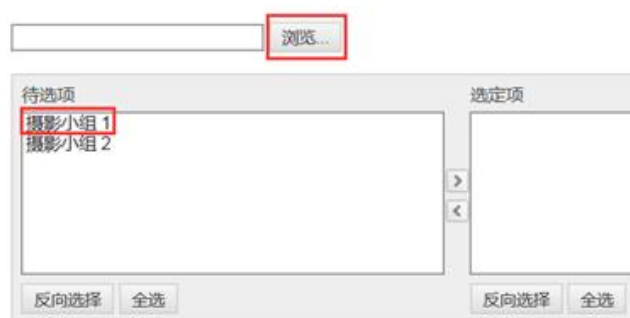 浏览...
待选项
选定项
摄影小组 1
摄影小组 2
>
<
反向选择 全选
反向选择 全选